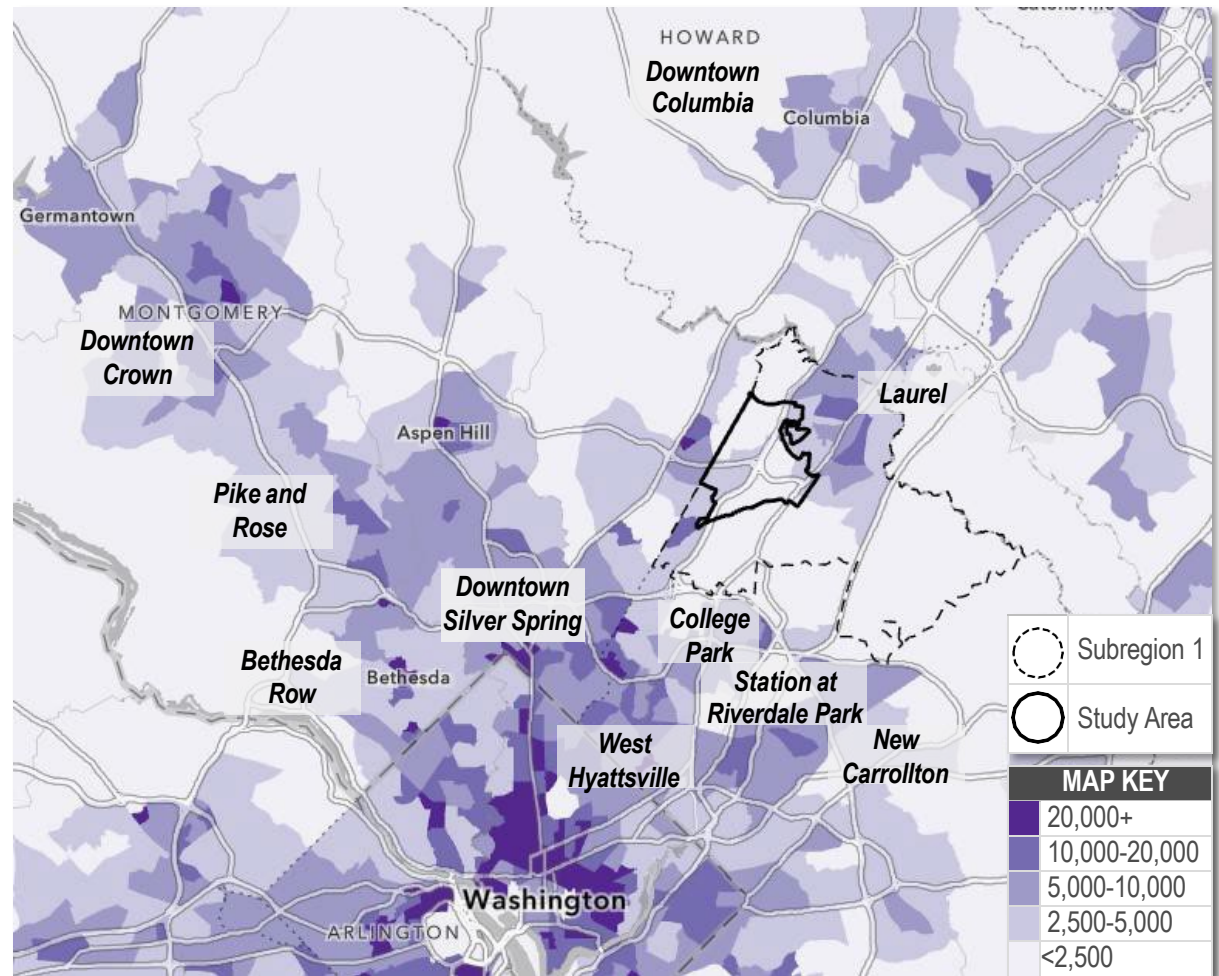 HOWARD
Downtown
Columbia
Columbia
Germantown
MONTGOMERY
Downtown
Crown
Laurel
Aspen Hill
Pike and
Rose
Downtown
Silver Spring
College
Park
Bethesda
Row
Bethesda
Station at
Riverdale Park
West
Hyattsville
New
Carrollton
Washington
ARLINGTON
Subregion 1
Study Area
MAP KEY
20,000+
10,000-20,000
5,000-10,000
2,500-5,000
<2,500